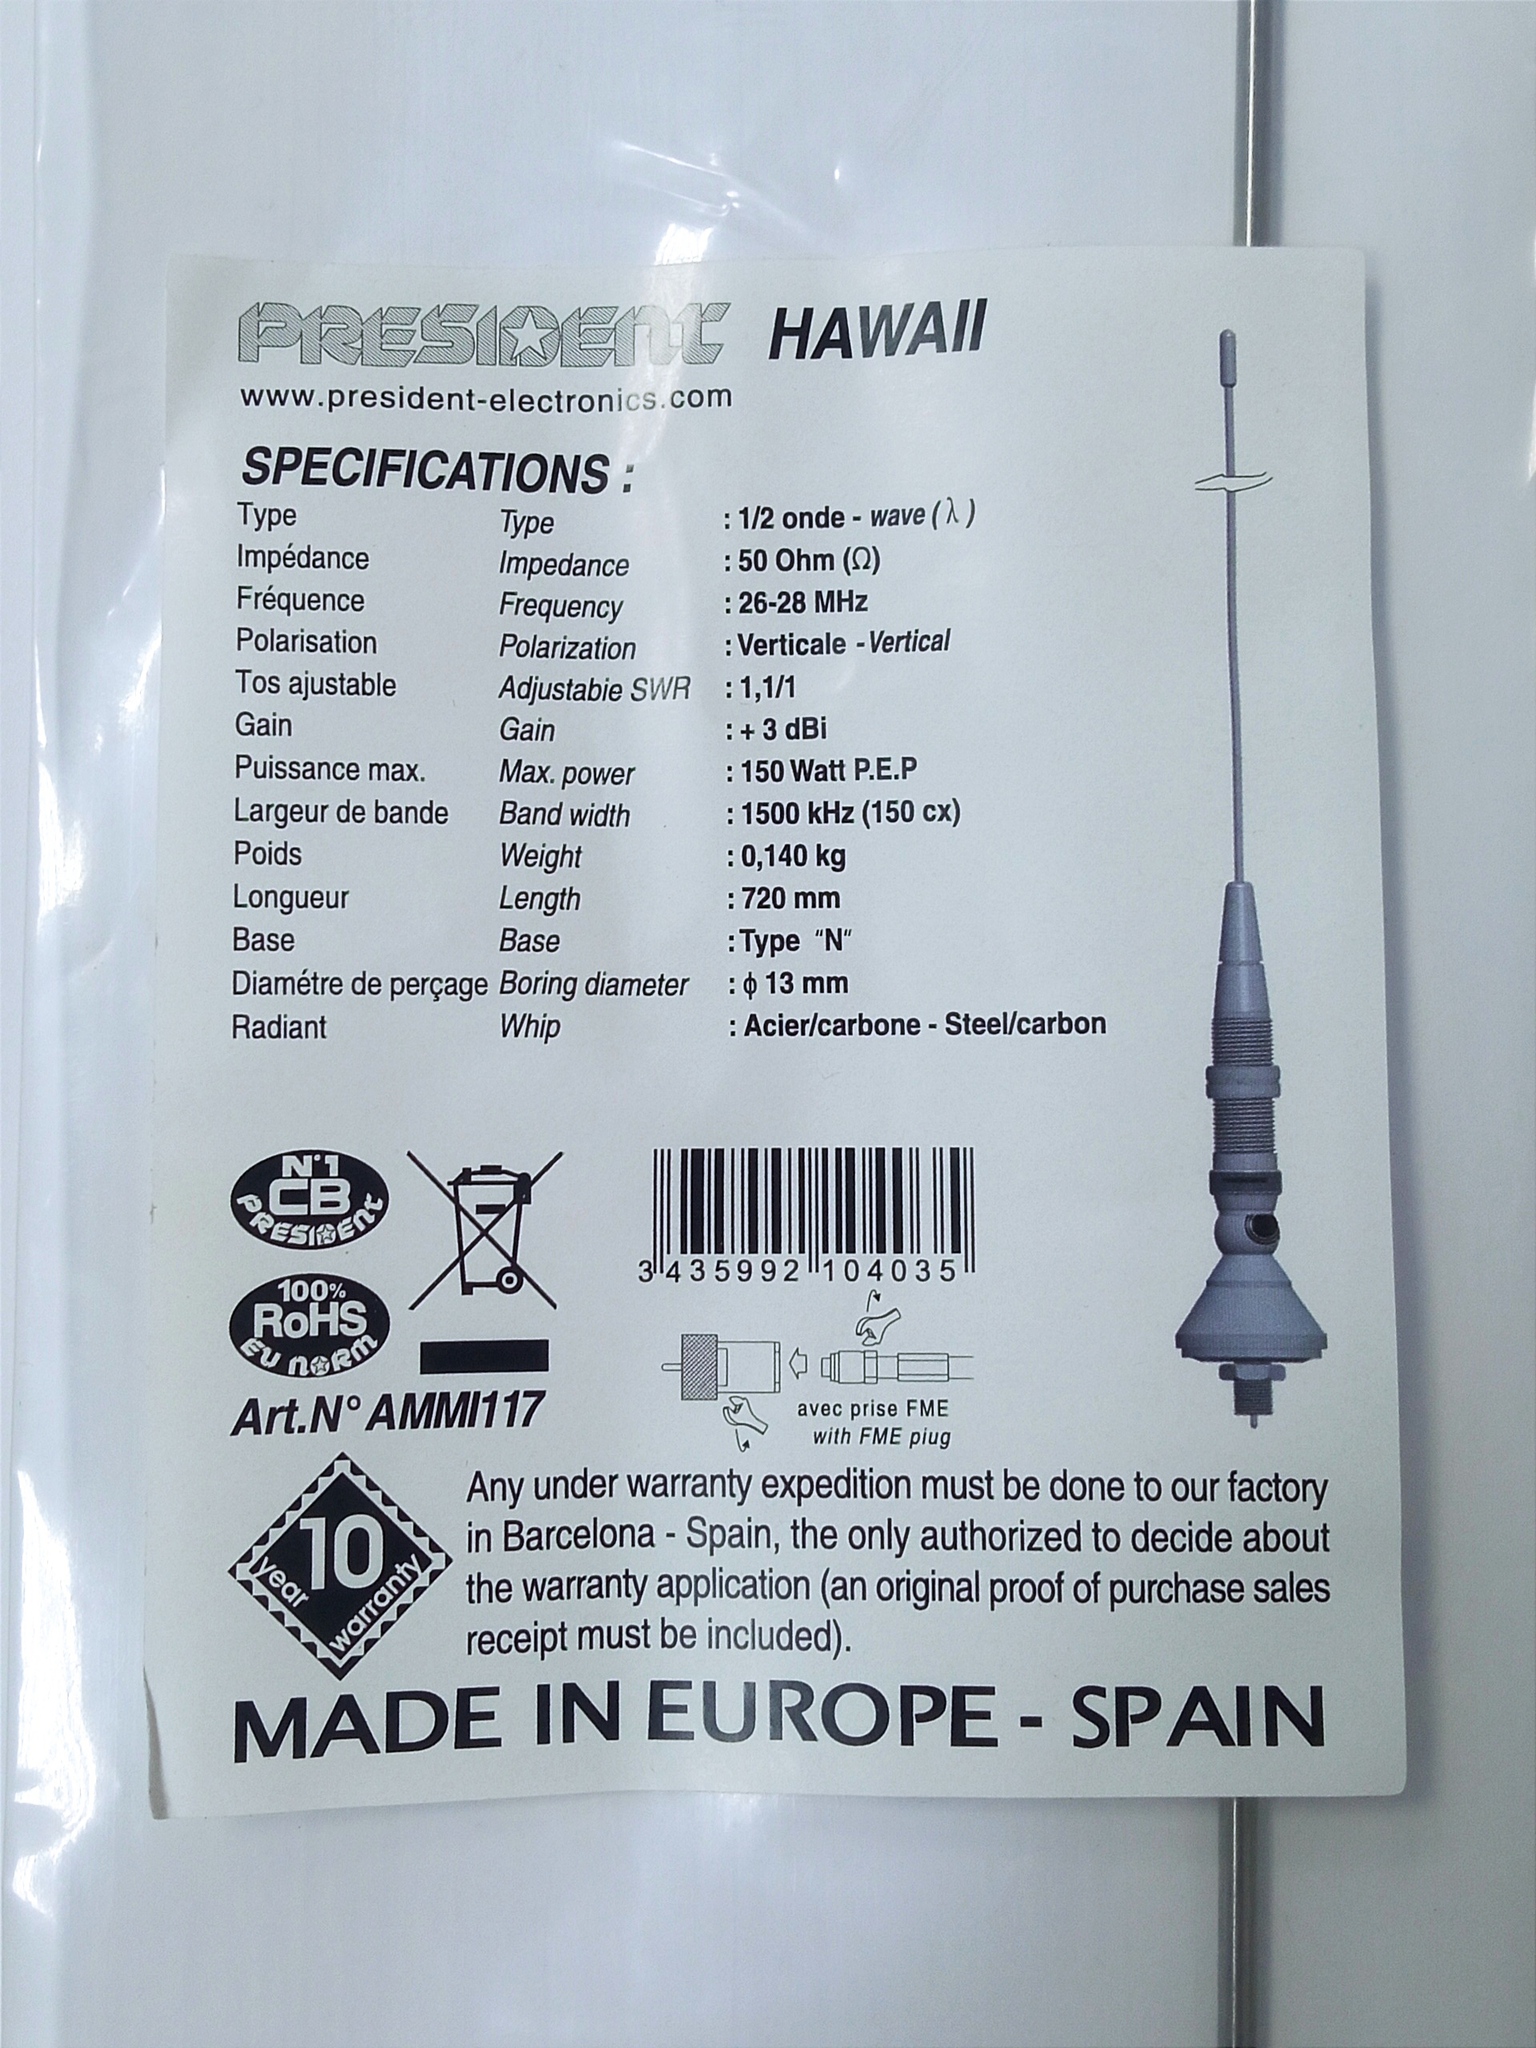 PRESIDENT HAWAII
www.president-electronics.com
SPECIFICATIONS :
Type Type : 1/2 onde - wave (λ)
Impédance Impedance : 50 Ohm (Ω)
Fréquence Frequency : 26-28 MHz
Polarisation Polarization : Verticale - Vertical
Tos ajustable Adjustabie SWR : 1,1/1
Gain Gain : + 3 dBi
Puissance max. Max. power : 150 Watt P.E.P
Largeur de bande Band width : 1500 kHz (150 cx)
Poids Weight : 0,140 kg
Longueur Length : 720 mm
Base Base : Type "N"
Diamétre de perçage Boring diameter : ϕ 13 mm
Radiant Whip : Acier/carbone - Steel/carbon
N°1
CB
PRESIDENT
3 435992 104035
100%
RoHS
EU NORM
Art.N° AMMI117
avec prise FME
with FME piug
10
year warranty
Any under warranty expedition must be done to our factory
in Barcelona - Spain, the only authorized to decide about
the warranty application (an original proof of purchase sales
receipt must be included).
MADE IN EUROPE - SPAIN